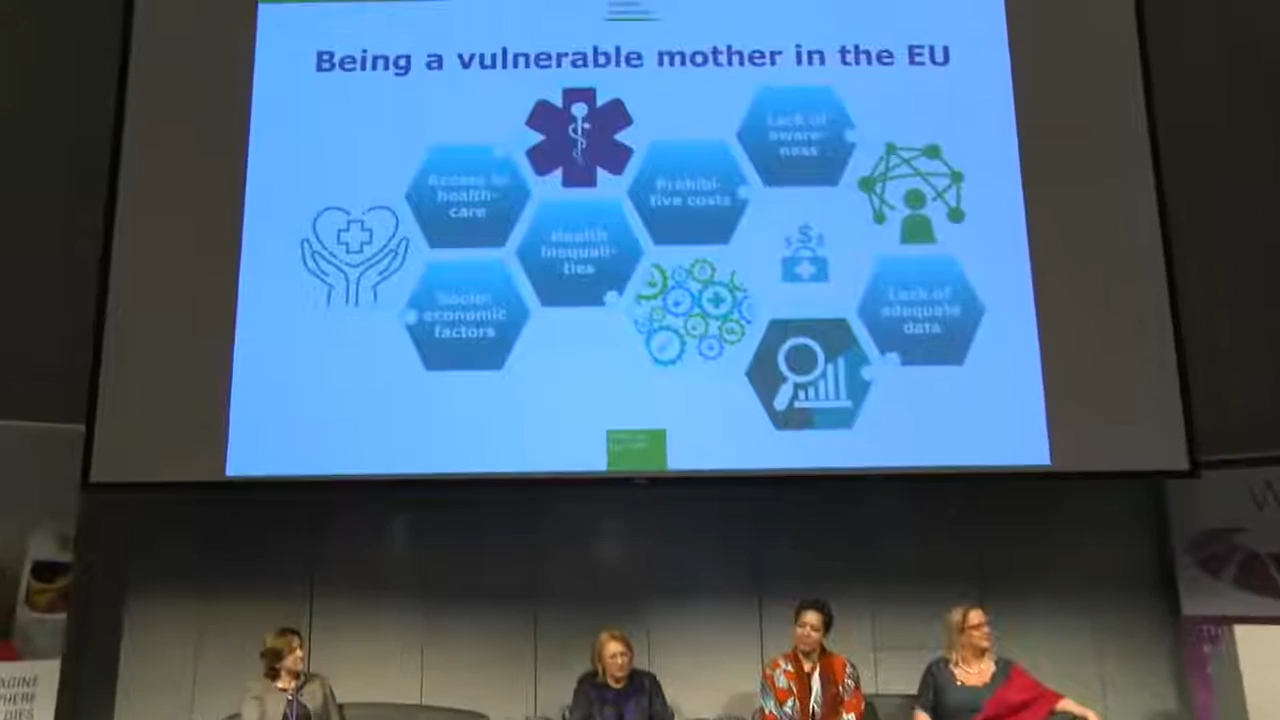 Being a vulnerable mother in the EU
Lack of
aware-
ness
Access to
health-
care
Prohibi-
tive costs
Health
Inequali-
ties
Socio-
economic
factors
Lack of
adequate
data